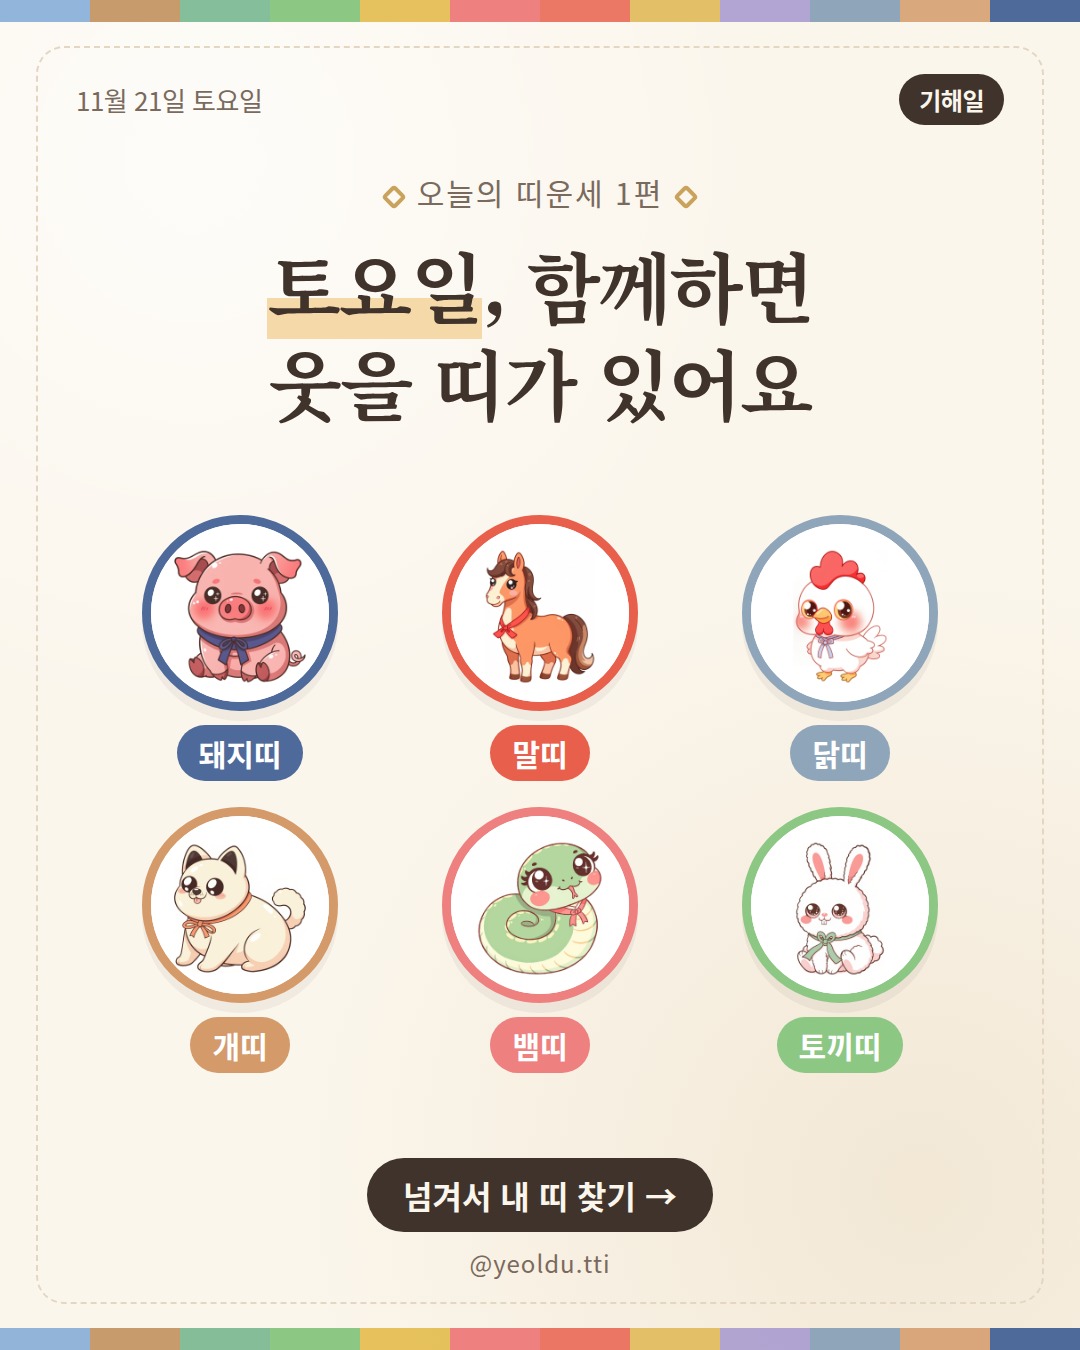 11월 21일 토요일
기해일
오늘의 띠운세 1편
토요일, 함께하면
웃을 띠가 있어요
돼지띠
말띠
닭띠
개띠
뱀띠
토끼띠
넘겨서 내 띠 찾기 →
@yeoldu.tti